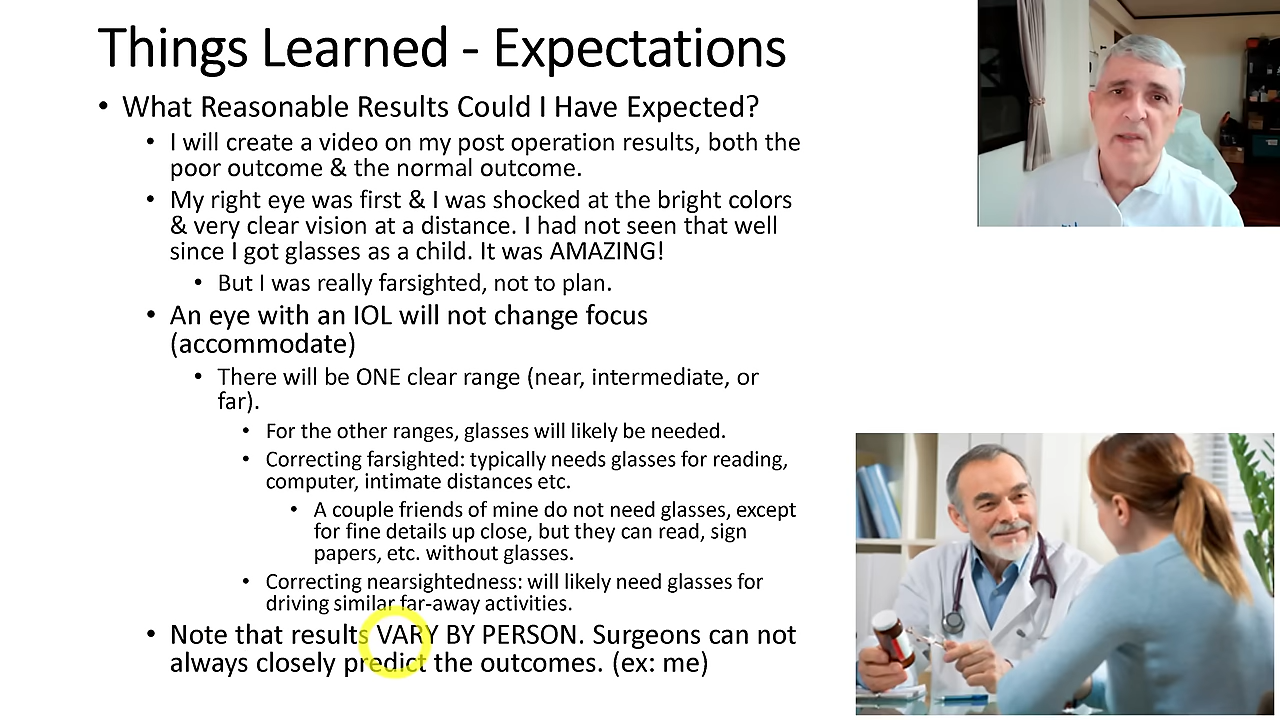 Things Learned - Expectations
• What Reasonable Results Could I Have Expected?
• I will create a video on my post operation results, both the
poor outcome & the normal outcome.
• My right eye was first & I was shocked at the bright colors
& very clear vision at a distance. I had not seen that well
since I got glasses as a child. It was AMAZING!
• But I was really farsighted, not to plan.
• An eye with an IOL will not change focus
(accommodate)
• There will be ONE clear range (near, intermediate, or
far).
• For the other ranges, glasses will likely be needed.
• Correcting farsighted: typically needs glasses for reading,
computer, intimate distances etc.
• A couple friends of mine do not need glasses, except
for fine details up close, but they can read, sign
papers, etc. without glasses.
• Correcting nearsightedness: will likely need glasses for
driving similar far-away activities.
• Note that results VARY BY PERSON. Surgeons can not
always closely predict the outcomes. (ex: me)